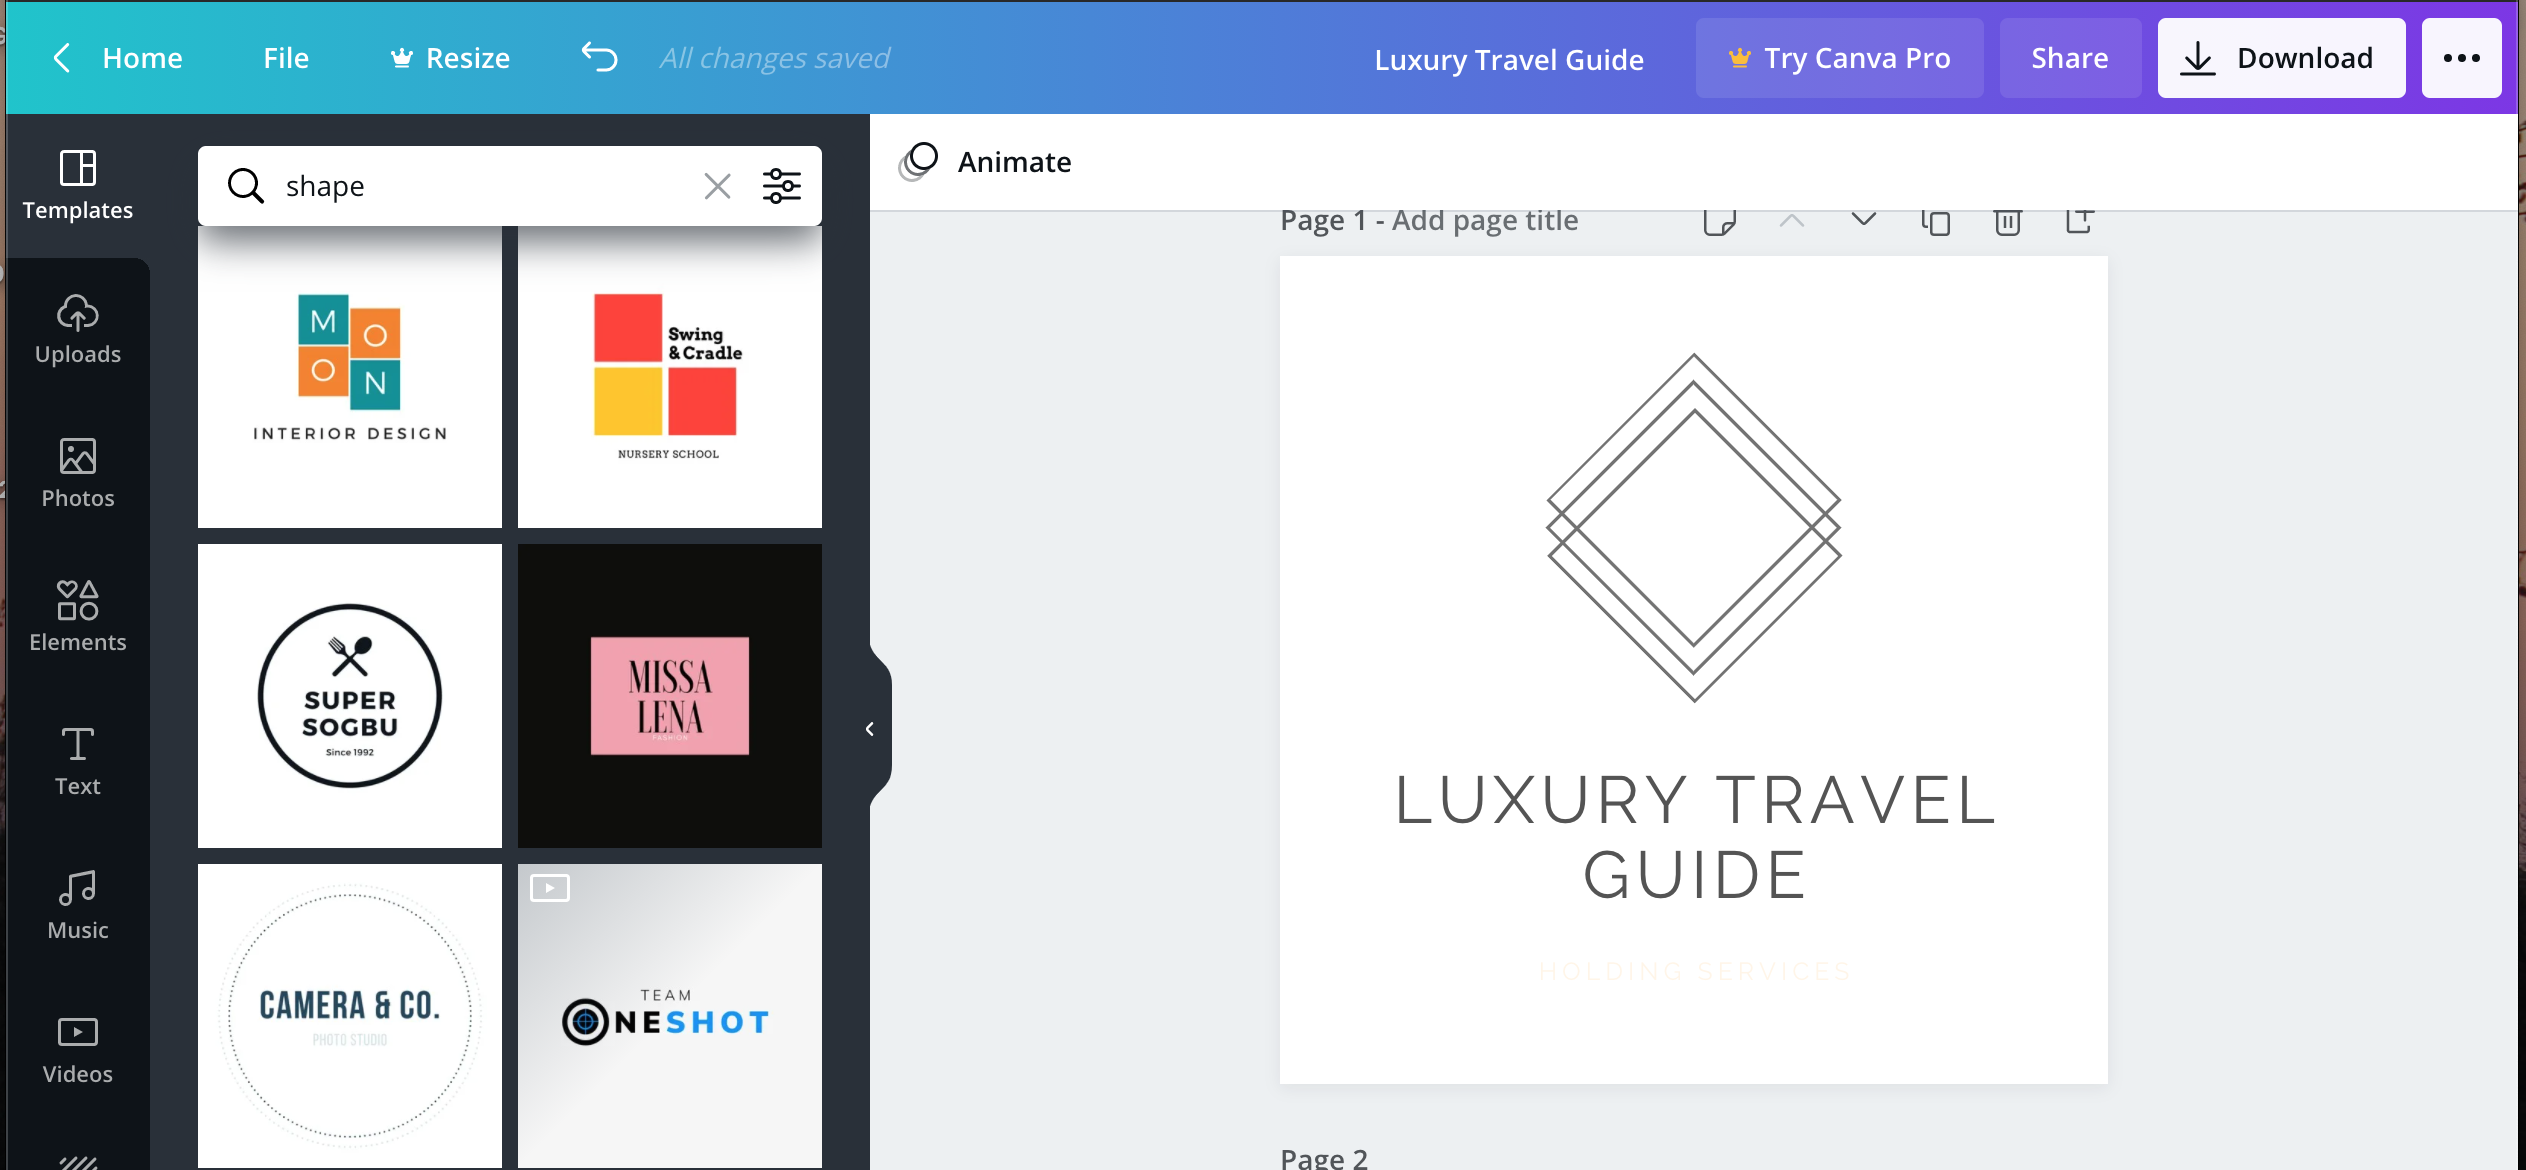 Home
File
Resize
All changes saved
Luxury Travel Guide
Try Canva Pro
Share
Download
Templates
Uploads
Photos
Elements
Text
Music
Videos
shape
M
O
O
N
INTERIOR DESIGN
Swing
& Cradle
NURSERY SCHOOL
SUPER
SOGBU
Since 1992
MISSA
LENA
FASHION
CAMERA & CO.
PHOTO STUDIO
TEAM
ONESHOT
Animate
Page 1 - Add page title
LUXURY TRAVEL
GUIDE
HOLDING SERVICES
Page 2